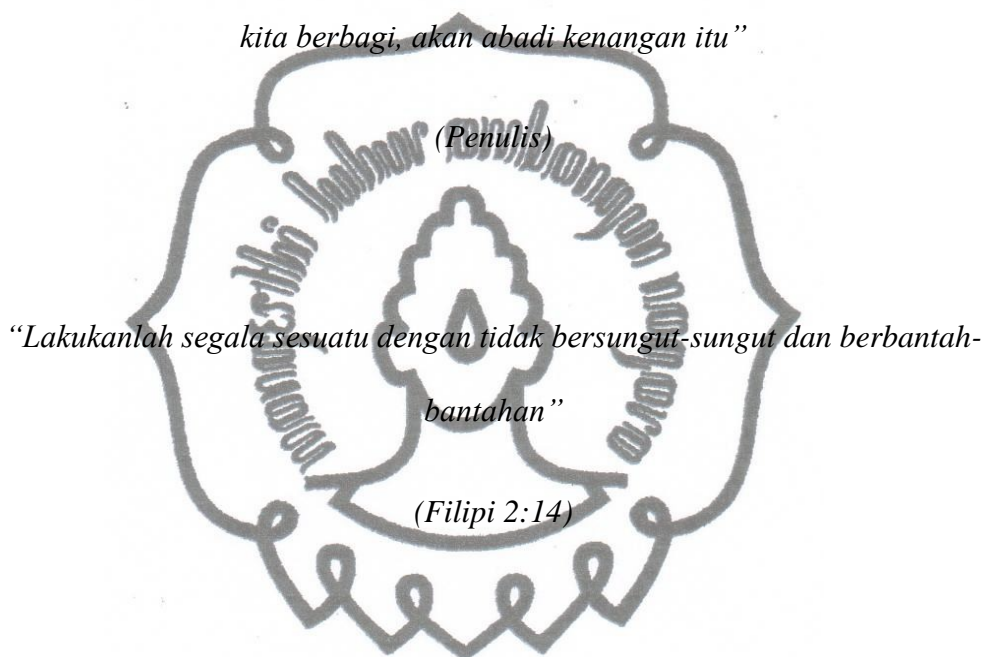 kita berbagi, akan abadi kenangan itu”
(Penulis)
“Lakukanlah segala sesuatu dengan tidak bersungut-sungut dan berbantah-
bantahan”
(Filipi 2:14)